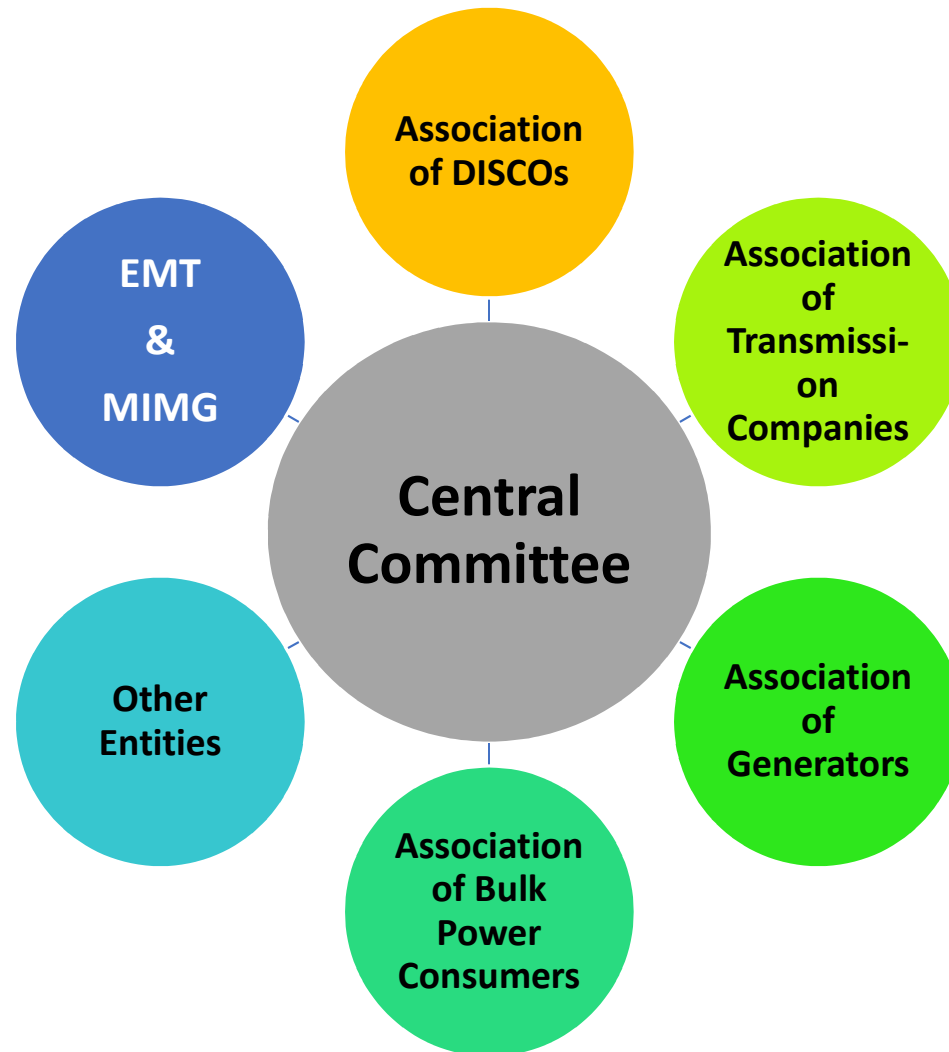 Association
of DISCOs
EMT
&
MIMG
Association
of
Transmissi-
on
Companies
Central
Committee
Other
Entities
Association
of
Generators
Association
of Bulk
Power
Consumers